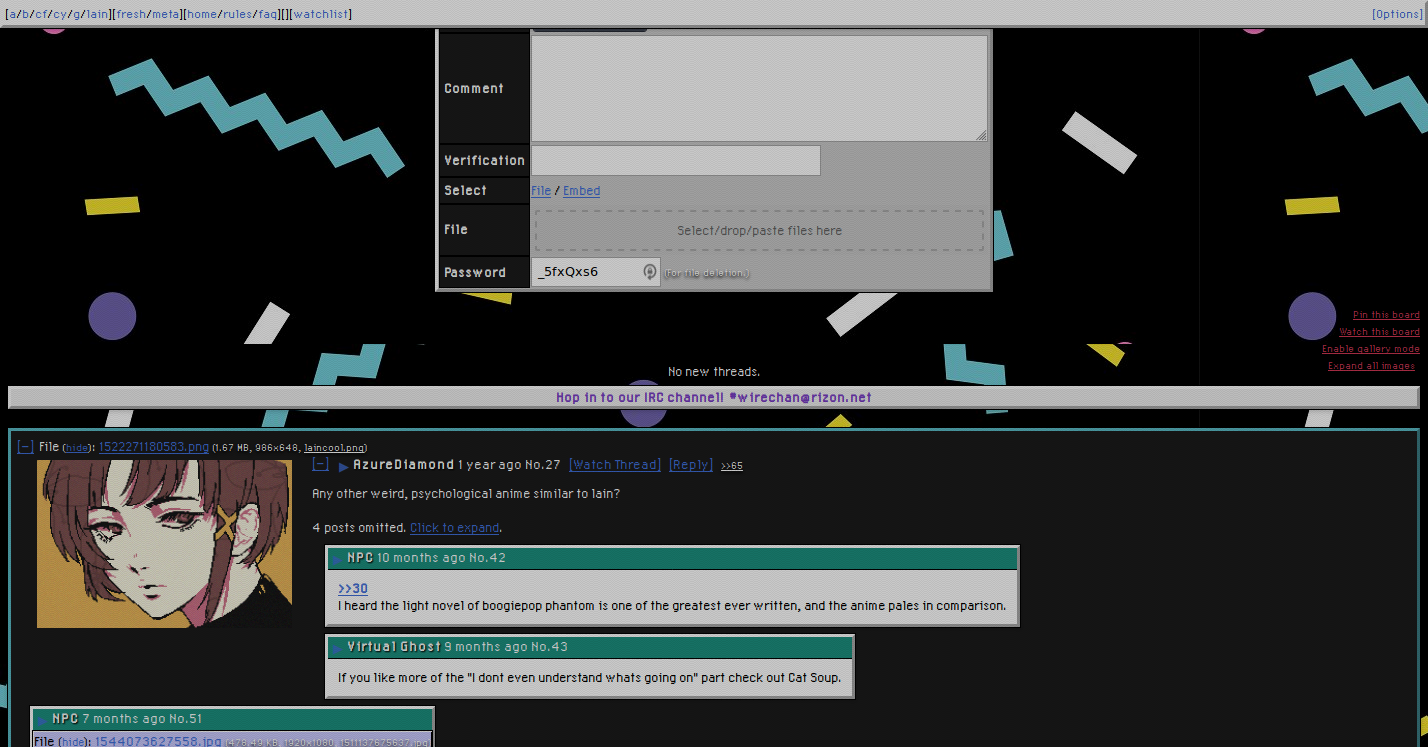 [a/b/cf/cy/g/lain][fresh/meta][home/rules/faq][][watchlist]
[Options]
Comment
Verification
Select
File / Embed
File
Select/drop/paste files here
Password
_5fxQxs6
(For file deletion.)
Pin this board
Watch this board
Enable gallery mode
Expand all images
No new threads.
Hop in to our IRC channel! #wirechan@rizon.net
[–] File (hide): 1522271180583.png (1.67 MB, 986x648, laincool.png)
[–] ▶ AzureDiamond 1 year ago No.27 [Watch Thread] [Reply] >>65
Any other weird, psychological anime similar to lain?
4 posts omitted. Click to expand.
NPC 10 months ago No.42
>>30
I heard the light novel of boogiepop phantom is one of the greatest ever written, and the anime pales in comparison.
Virtual Ghost 9 months ago No.43
If you like more of the "I dont even understand whats going on" part check out Cat Soup.
NPC 7 months ago No.51
File (hide): 1544073627558.jpg (478.49 KB, 1920x1080, 1511137675637.jpg